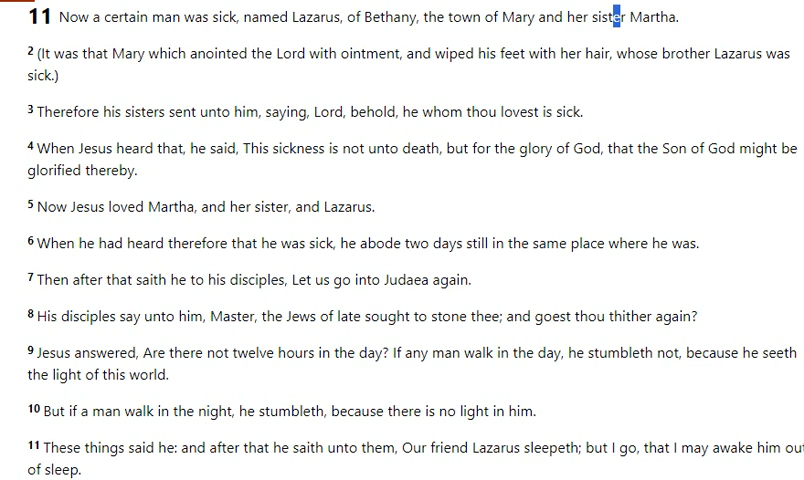 11 Now a certain man was sick, named Lazarus, of Bethany, the town of Mary and her sister Martha.
2 (It was that Mary which anointed the Lord with ointment, and wiped his feet with her hair, whose brother Lazarus was
sick.)
3 Therefore his sisters sent unto him, saying, Lord, behold, he whom thou lovest is sick.
4 When Jesus heard that, he said, This sickness is not unto death, but for the glory of God, that the Son of God might be
glorified thereby.
5 Now Jesus loved Martha, and her sister, and Lazarus.
6 When he had heard therefore that he was sick, he abode two days still in the same place where he was.
7 Then after that saith he to his disciples, Let us go into Judaea again.
8 His disciples say unto him, Master, the Jews of late sought to stone thee; and goest thou thither again?
9 Jesus answered, Are there not twelve hours in the day? If any man walk in the day, he stumbleth not, because he seeth
the light of this world.
10 But if a man walk in the night, he stumbleth, because there is no light in him.
11 These things said he: and after that he saith unto them, Our friend Lazarus sleepeth; but I go, that I may awake him ou
of sleep.